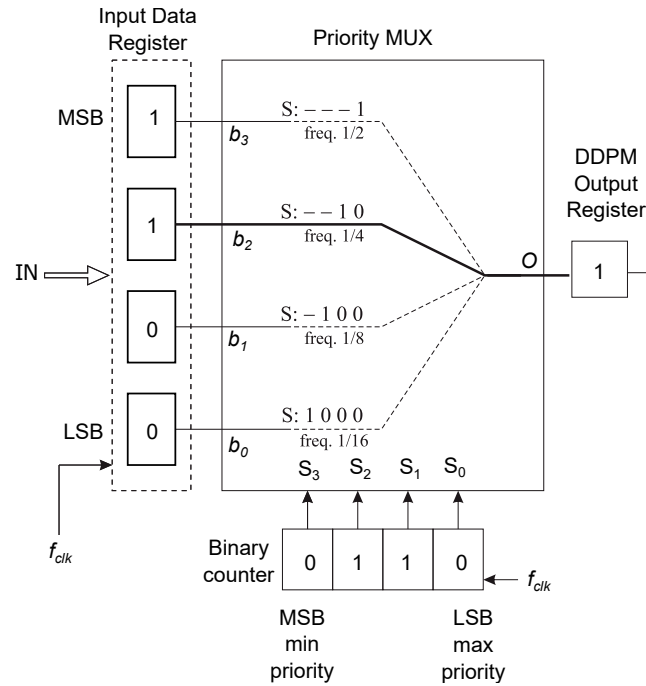 Input Data
Register
Priority MUX
MSB
1
b3
S: – – – 1
freq. 1/2
DDPM
Output
Register
1
b2
S: – – 1 0
freq. 1/4
IN
O
1
0
b1
S: – 1 0 0
freq. 1/8
LSB
0
b0
S: 1 0 0 0
freq. 1/16
S3 S2 S1 S0
fclk
Binary
counter
0 1 1 0
fclk
MSB
min
priority
LSB
max
priority